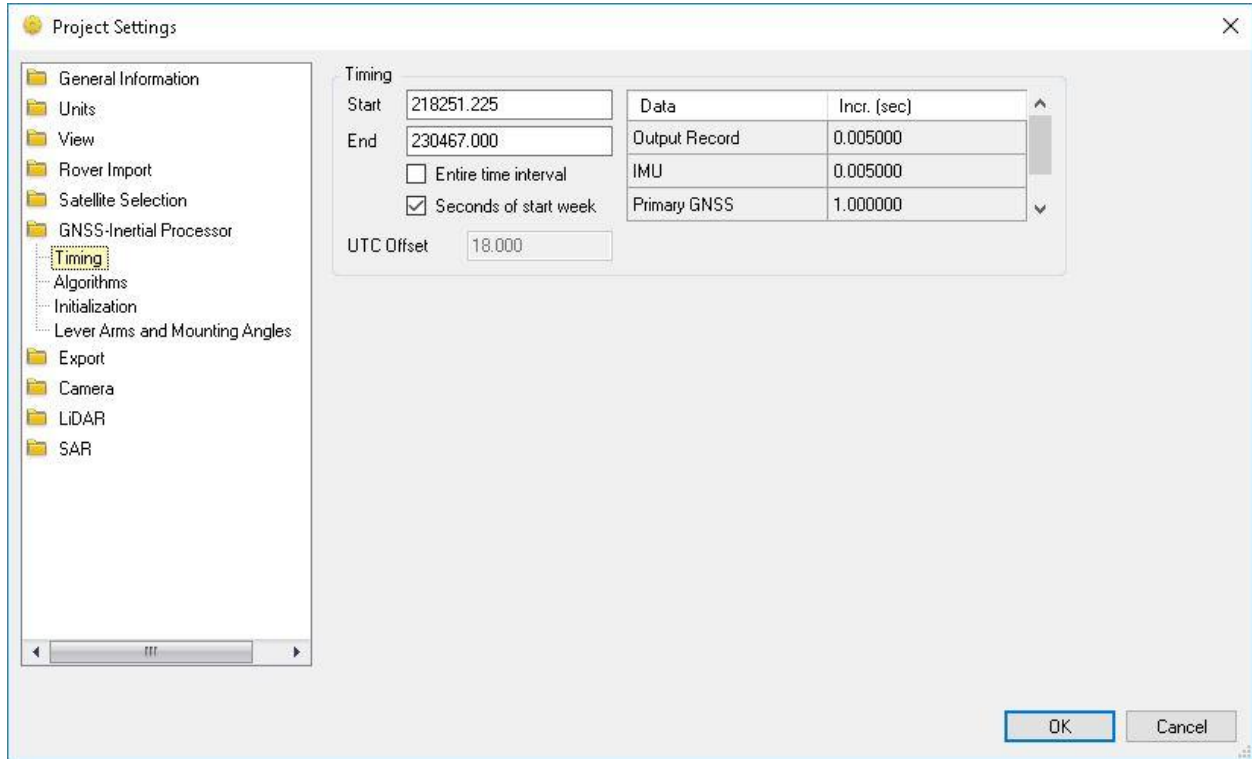 Project Settings
General Information
Units
View
Rover Import
Satellite Selection
GNSS-Inertial Processor
Timing
Algorithms
Initialization
Lever Arms and Mounting Angles
Export
Camera
LiDAR
SAR
Timing
Start 218251.225
End 230467.000
Entire time interval
Seconds of start week
UTC Offset 18.000
Data Incr. (sec)
Output Record 0.005000
IMU 0.005000
Primary GNSS 1.000000
OK Cancel